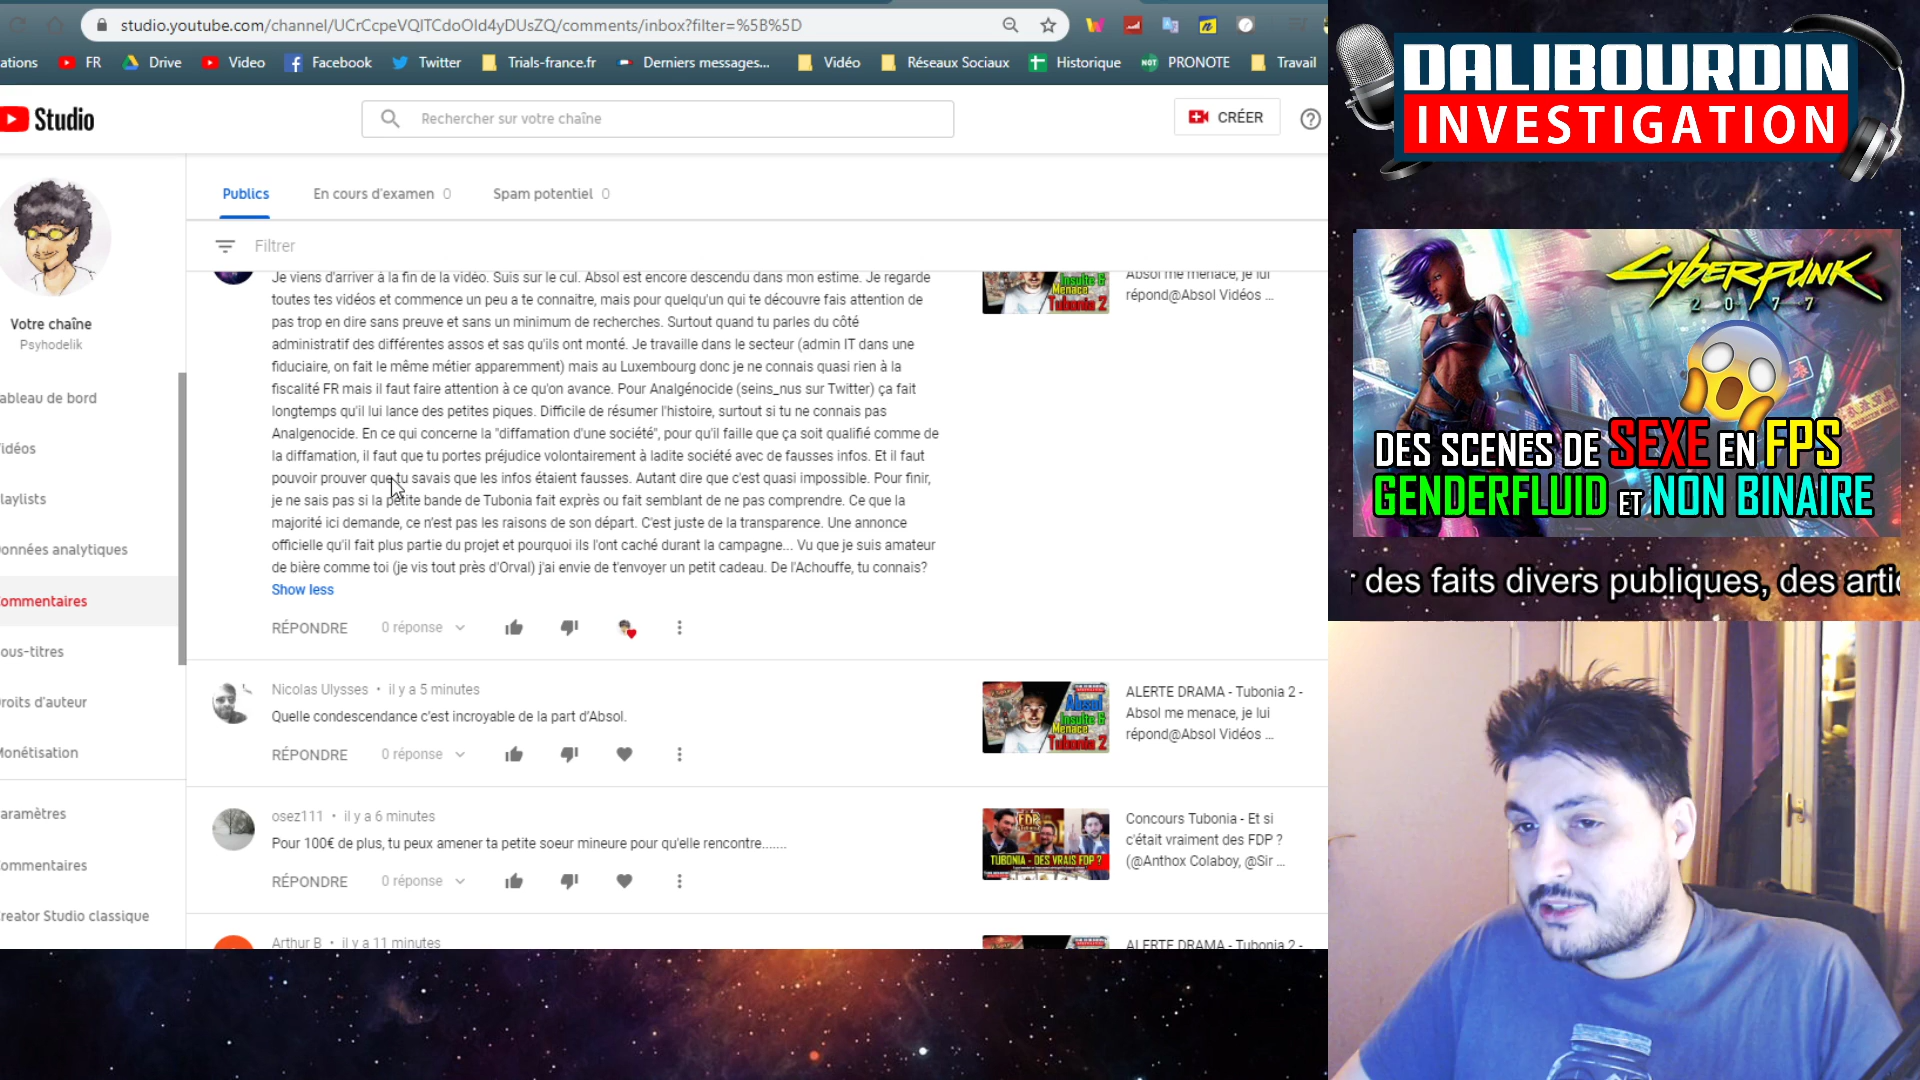 studio.youtube.com/channel/UCrCcpeVQITCdoOld4yDUsZQ/comments/inbox?filter=%5B%5D
ations FR Drive Video Facebook Twitter Trials-france.fr Derniers messages... Vidéo Réseaux Sociaux Historique NOT PRONOTE Travail
Studio
Rechercher sur votre chaîne
CRÉER
Publics En cours d'examen 0 Spam potentiel 0
Filtrer
Votre chaîne
Psyhodelik
ableau de bord
idéos
laylists
onnées analytiques
ommentaires
ous-titres
roits d'auteur
onétisation
aramètres
ommentaires
reator Studio classique
Je viens d'arriver à la fin de la vidéo. Suis sur le cul. Absol est encore descendu dans mon estime. Je regarde
toutes tes vidéos et commence un peu a te connaitre, mais pour quelqu'un qui te découvre fais attention de
pas trop en dire sans preuve et sans un minimum de recherches. Surtout quand tu parles du côté
administratif des différentes assos et sas qu'ils ont monté. Je travaille dans le secteur (admin IT dans une
fiduciaire, on fait le même métier apparemment) mais au Luxembourg donc je ne connais quasi rien à la
fiscalité FR mais il faut faire attention à ce qu'on avance. Pour Analgénocide (seins_nus sur Twitter) ça fait
longtemps qu'il lui lance des petites piques. Difficile de résumer l'histoire, surtout si tu ne connais pas
Analgenocide. En ce qui concerne la "diffamation d'une société", pour qu'il faille que ça soit qualifié comme de
la diffamation, il faut que tu portes préjudice volontairement à ladite société avec de fausses infos. Et il faut
pouvoir prouver que tu savais que les infos étaient fausses. Autant dire que c'est quasi impossible. Pour finir,
je ne sais pas si la petite bande de Tubonia fait exprès ou fait semblant de ne pas comprendre. Ce que la
majorité ici demande, ce n'est pas les raisons de son départ. C'est juste de la transparence. Une annonce
officielle qu'il fait plus partie du projet et pourquoi ils l'ont caché durant la campagne... Vu que je suis amateur
de bière comme toi (je vis tout près d'Orval) j'ai envie de t'envoyer un petit cadeau. De l'Achouffe, tu connais?
Show less
RÉPONDRE 0 réponse
Insulte &
Menace
Tubonia 2
Absol me menace, je lui
répond@Absol Vidéos ...
Nicolas Ulysses • il y a 5 minutes
Quelle condescendance c'est incroyable de la part d'Absol.
RÉPONDRE 0 réponse
Absol
Insulte &
Menace
Tubonia 2
ALERTE DRAMA - Tubonia 2 -
Absol me menace, je lui
répond@Absol Vidéos ...
osez111 • il y a 6 minutes
Pour 100€ de plus, tu peux amener ta petite soeur mineure pour qu'elle rencontre.......
RÉPONDRE 0 réponse
FDP
TUBONIA - DES VRAIS FDP ?
Concours Tubonia - Et si
c'était vraiment des FDP ?
(@Anthox Colaboy, @Sir ...
Arthur B • il y a 11 minutes
ALERTE DRAMA - Tubonia 2 -
DALIBOURDIN
INVESTIGATION
CYBERPUNK
2077
DES SCENES DE SEXE EN FPS
GENDERFLUID ET NON BINAIRE
des faits divers publiques, des artic